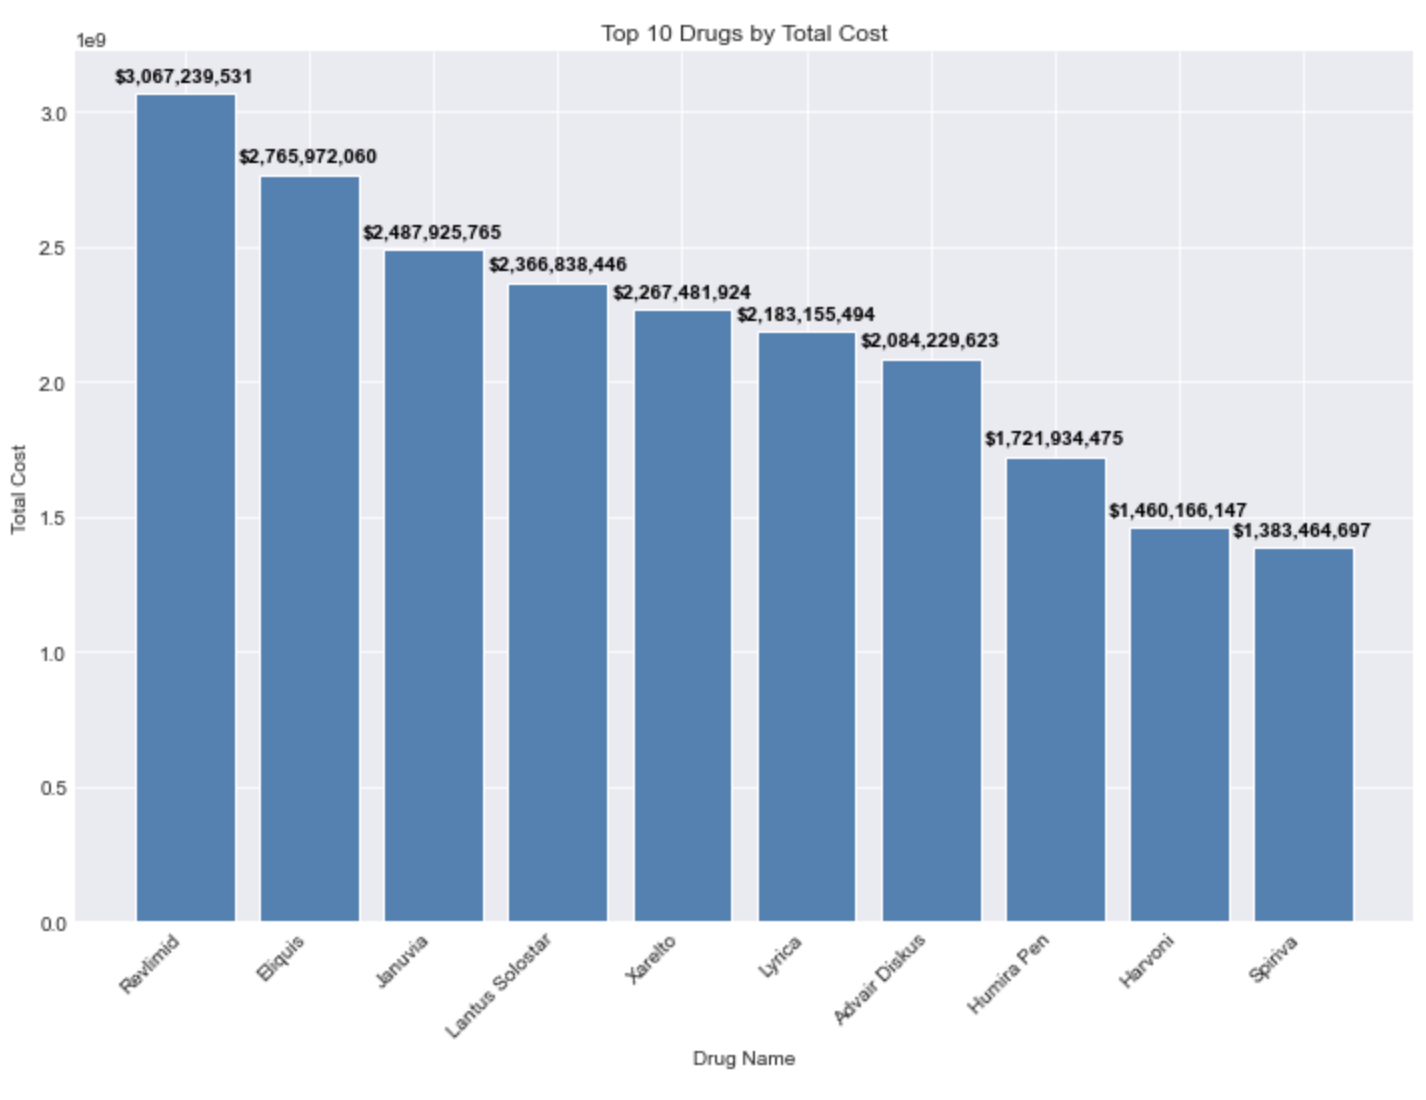 Top 10 Drugs by Total Cost
1e9
$3,067,239,531
$2,765,972,060
$2,487,925,765
$2,366,838,446
$2,267,481,924
$2,183,155,494
$2,084,229,623
$1,721,934,475
$1,460,166,147
$1,383,464,697
3.0
2.5
2.0
1.5
1.0
0.5
0.0
Total Cost
Revlimid
Eliquis
Januvia
Lantus Solostar
Xarelto
Lyrica
Advair Diskus
Humira Pen
Harvoni
Spiriva
Drug Name